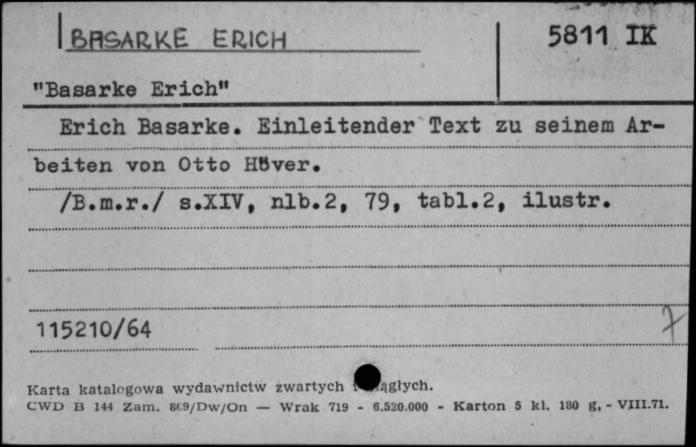 BASARKE ERICH
5811 IK
"Basarke Erich"
Erich Basarke. Einleitender Text zu seinem Ar-
beiten von Otto Höver.
/B.m.r./ s.XIV, nlb.2, 79, tabl.2, ilustr.
115210/64
7
Karta katalogowa wydawnictw zwartych i
CWD B 144 Zam. 869/Dw/On — Wrak 719 - 6.520.000 - Karton 5 kl. 180 g, - VIII.71.